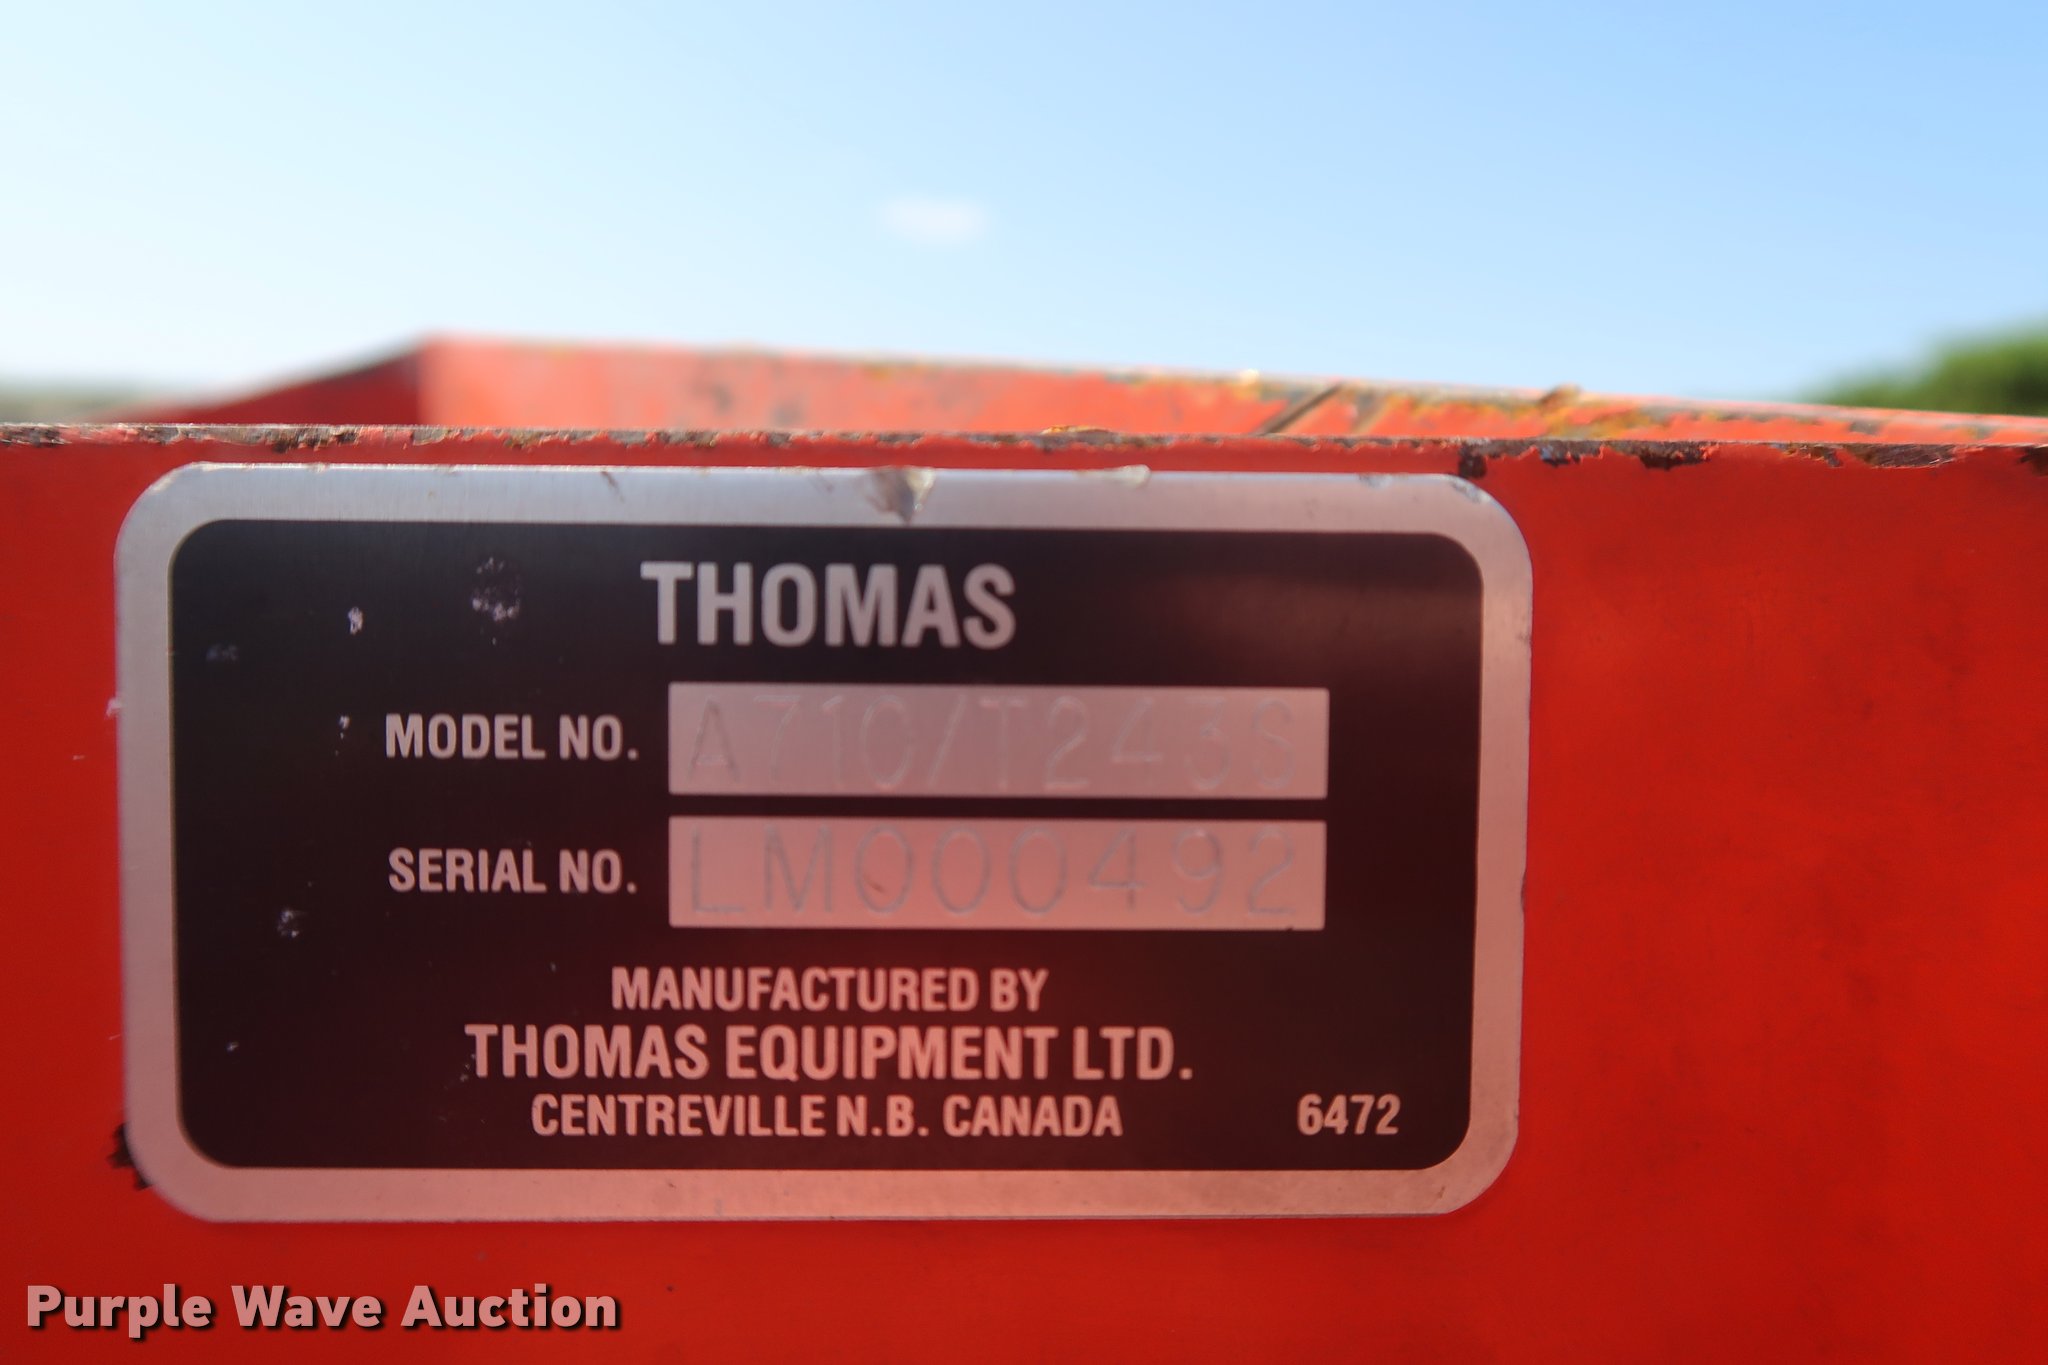 THOMAS
MODEL NO. A710/T243S
SERIAL NO. LM000492
MANUFACTURED BY
THOMAS EQUIPMENT LTD.
CENTREVILLE N.B. CANADA 6472
Purple Wave Auction